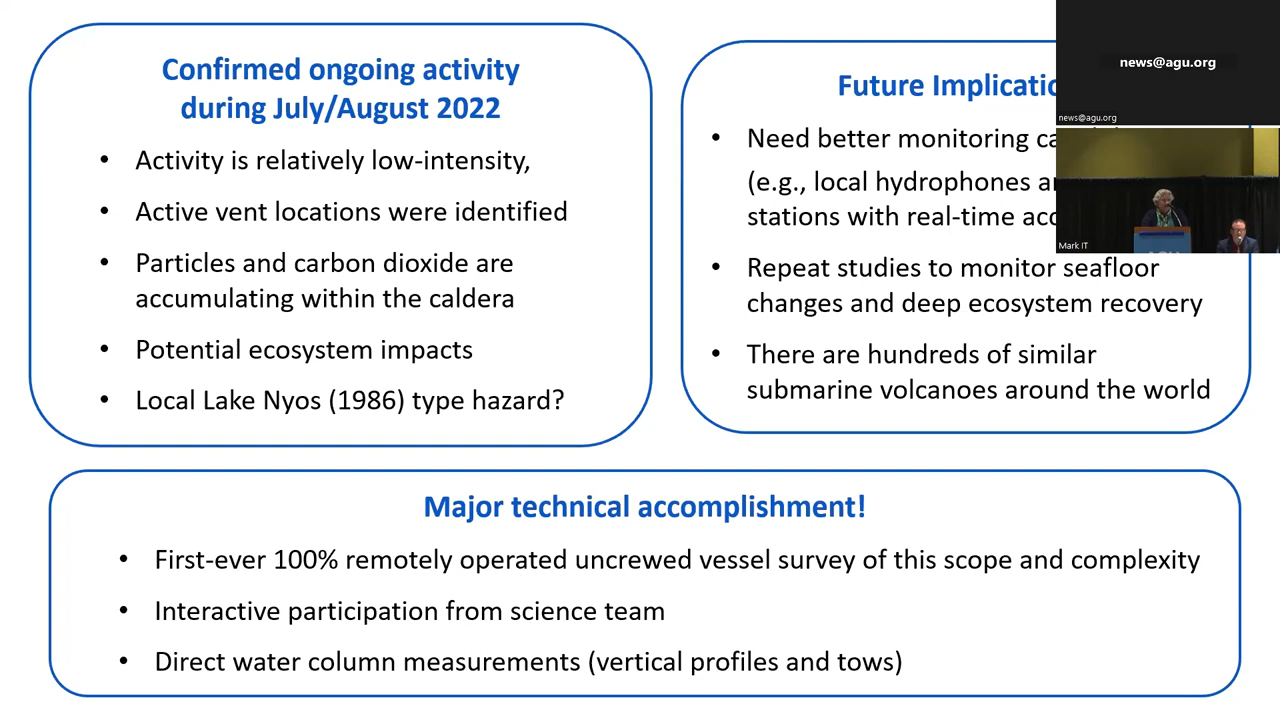 Confirmed ongoing activity
during July/August 2022
• Activity is relatively low-intensity,
• Active vent locations were identified
• Particles and carbon dioxide are
accumulating within the caldera
• Potential ecosystem impacts
• Local Lake Nyos (1986) type hazard?
Future
• Need better monitoring
(e.g., local hydrophones
stations with real-time
• Repeat studies to monitor seafloor
changes and deep ecosystem recovery
• There are hundreds of similar
submarine volcanoes around the world
news@agu.org
news@agu.org
Mark IT
Major technical accomplishment!
• First-ever 100% remotely operated uncrewed vessel survey of this scope and complexity
• Interactive participation from science team
• Direct water column measurements (vertical profiles and tows)